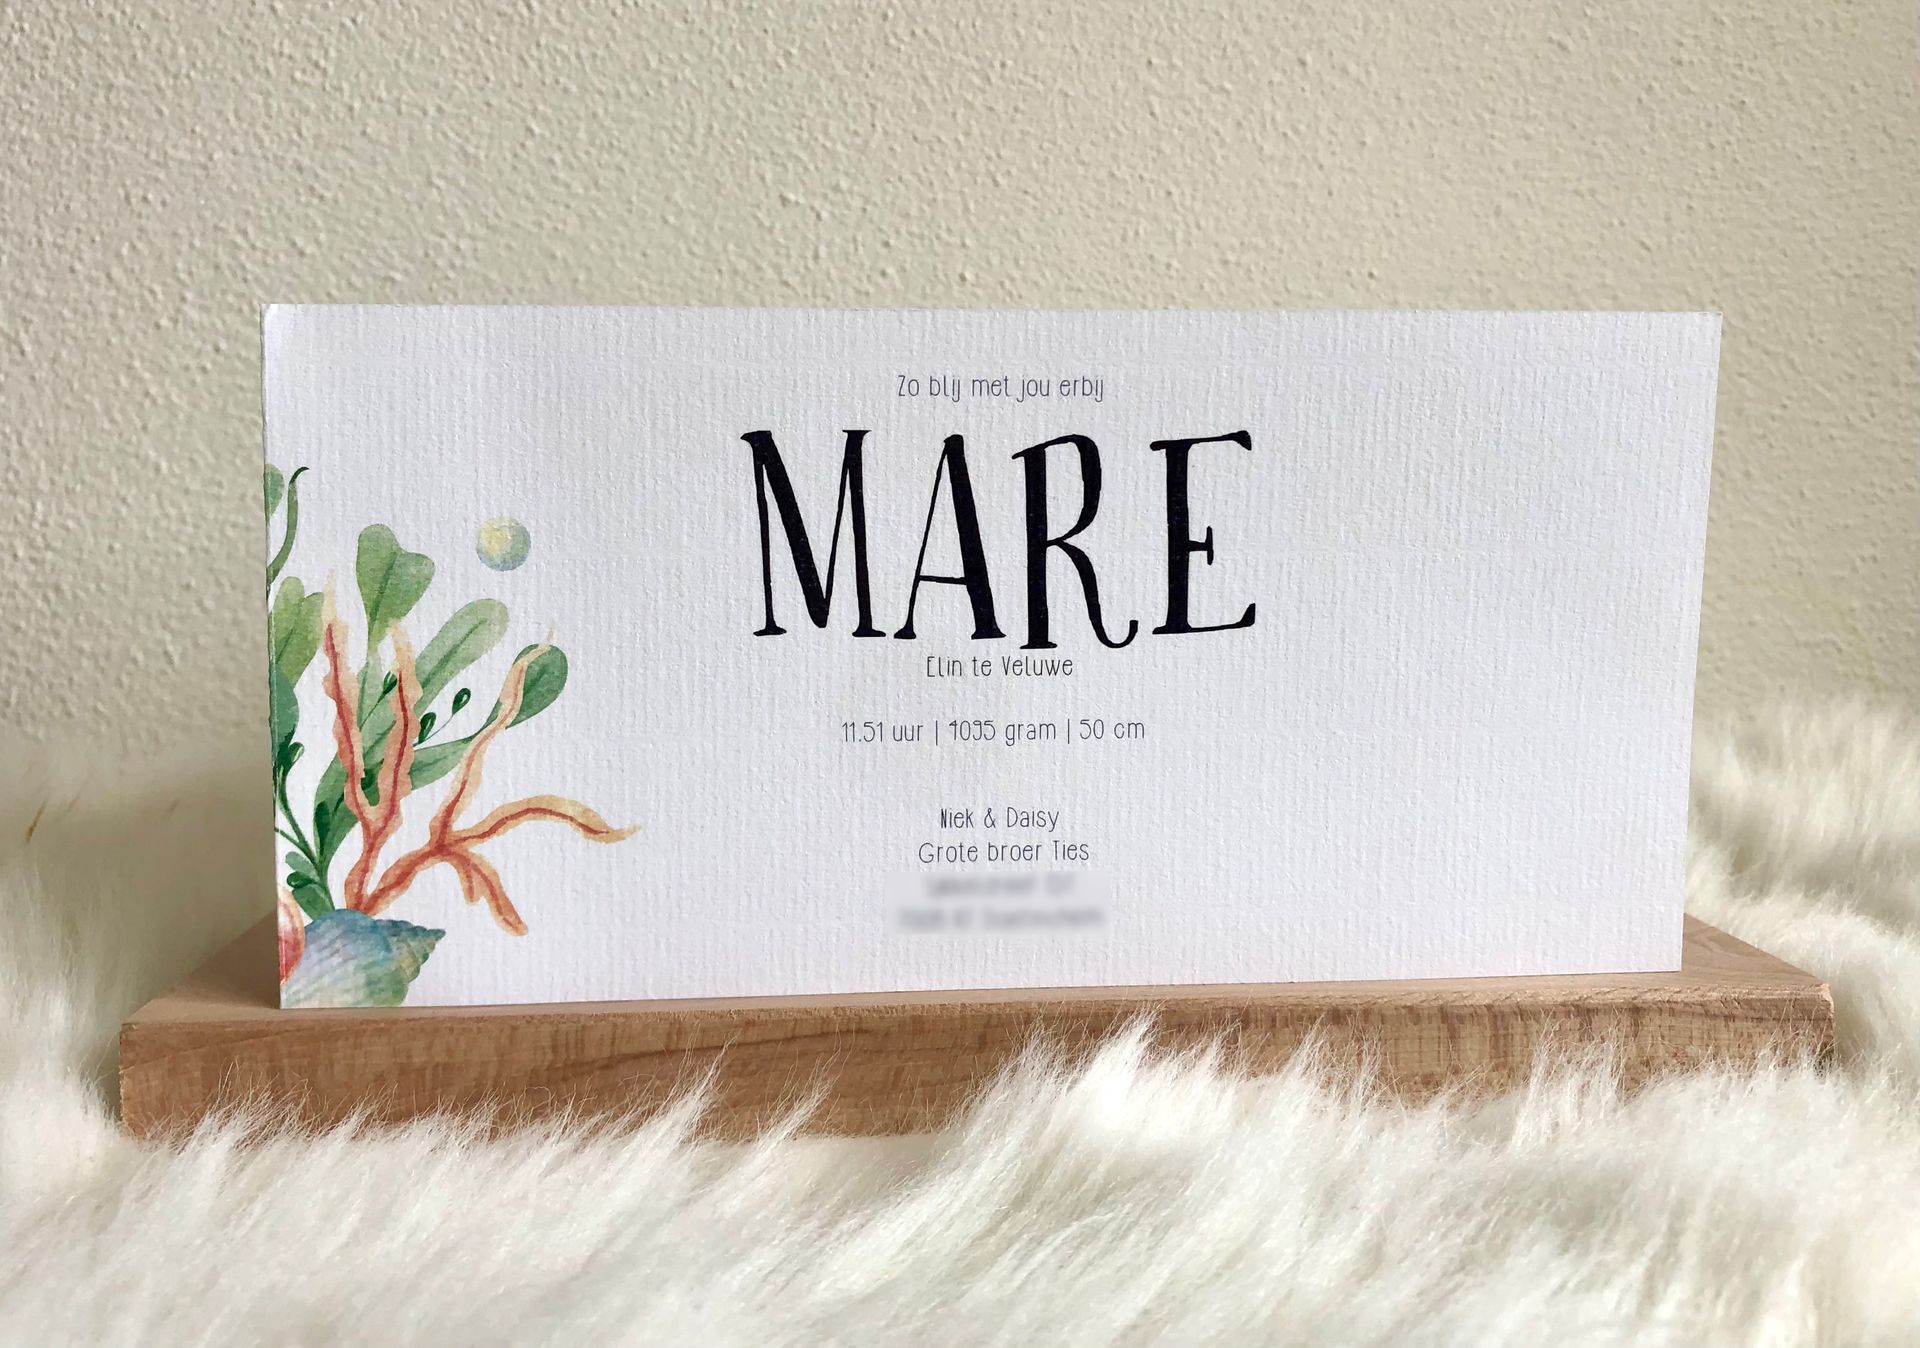 Zo blij met jou erbij
MARE
Elin te Veluwe
11.51 uur | 4095 gram | 50 cm
Niek & Daisy
Grote broer Ties